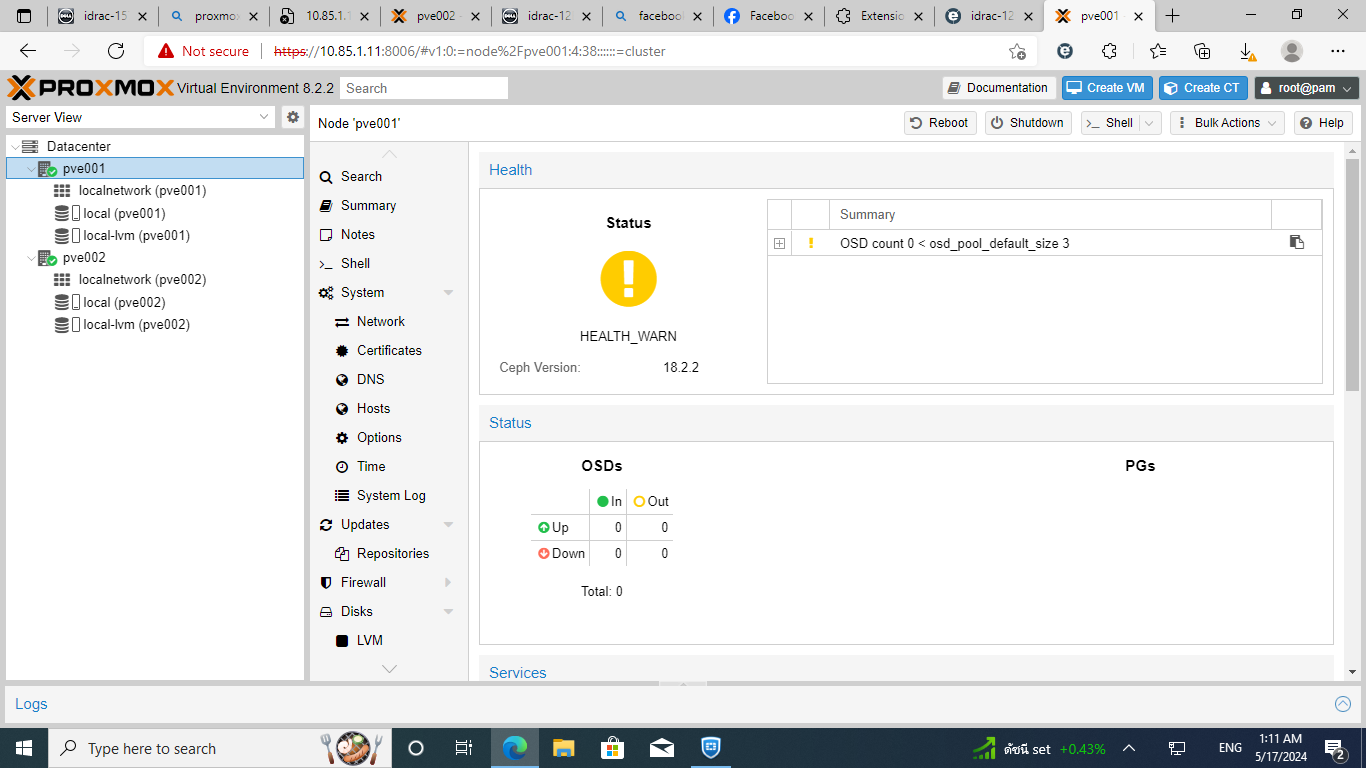 idrac-15
proxmox
10.85.1.1
pve002 -
idrac-12
facebook
Facebook
Extensio
idrac-12
pve001 -
Not secure
https://10.85.1.11:8006/#v1:0:=node%2Fpve001:4:38::::::=cluster
PROXMOX Virtual Environment 8.2.2
Search
Documentation
Create VM
Create CT
root@pam
Server View
Node 'pve001'
Reboot
Shutdown
>_ Shell
Bulk Actions
Help
Datacenter
pve001
localnetwork (pve001)
local (pve001)
local-lvm (pve001)
pve002
localnetwork (pve002)
local (pve002)
local-lvm (pve002)
Search
Summary
Notes
>_ Shell
System
Network
Certificates
DNS
Hosts
Options
Time
System Log
Updates
Repositories
Firewall
Disks
LVM
Health
Status
HEALTH_WARN
Ceph Version: 18.2.2
Summary
OSD count 0 < osd_pool_default_size 3
Status
OSDs
In Out
Up 0 0
Down 0 0
Total: 0
PGs
Services
Logs
Type here to search
ดัชนี set +0.43%
ENG
1:11 AM
5/17/2024
2